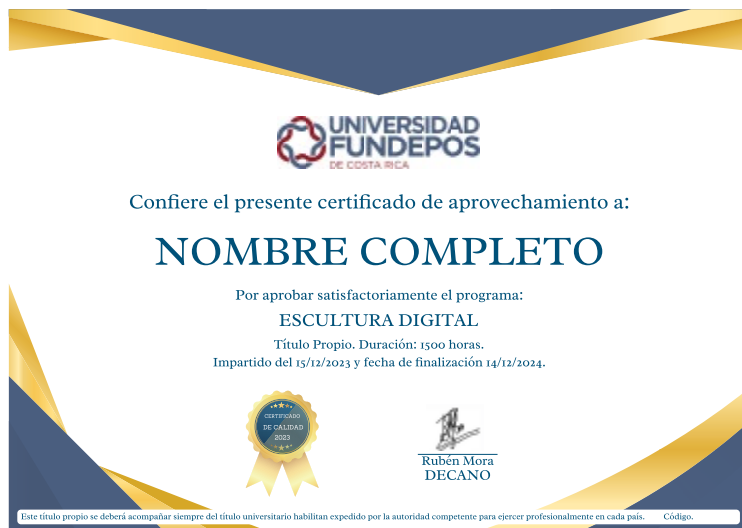 UNIVERSIDAD
FUNDEPOS
DE COSTA RICA
Confiere el presente certificado de aprovechamiento a:
NOMBRE COMPLETO
Por aprobar satisfactoriamente el programa:
ESCULTURA DIGITAL
Título Propio. Duración: 1500 horas.
Impartido del 15/12/2023 y fecha de finalización 14/12/2024.
CERTIFICADO
DE CALIDAD
2023
Rubén Mora
DECANO
Este título propio se deberá acompañar siempre del título universitario habilitan expedido por la autoridad competente para ejercer profesionalmente en cada país. Código.